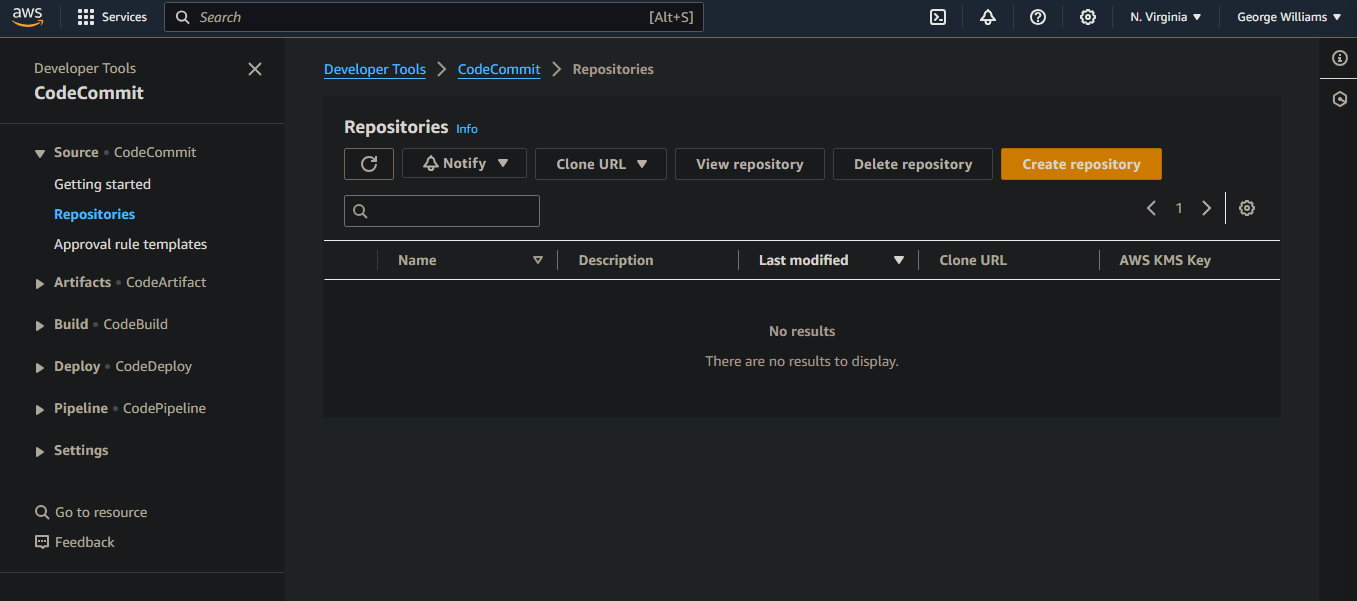 aws Services Search [Alt+S] N. Virginia George Williams
Developer Tools
CodeCommit
Source • CodeCommit
Getting started
Repositories
Approval rule templates
Artifacts • CodeArtifact
Build • CodeBuild
Deploy • CodeDeploy
Pipeline • CodePipeline
Settings
Go to resource
Feedback
Developer Tools > CodeCommit > Repositories
Repositories Info
Notify Clone URL View repository Delete repository Create repository
1
Name Description Last modified Clone URL AWS KMS Key
No results
There are no results to display.